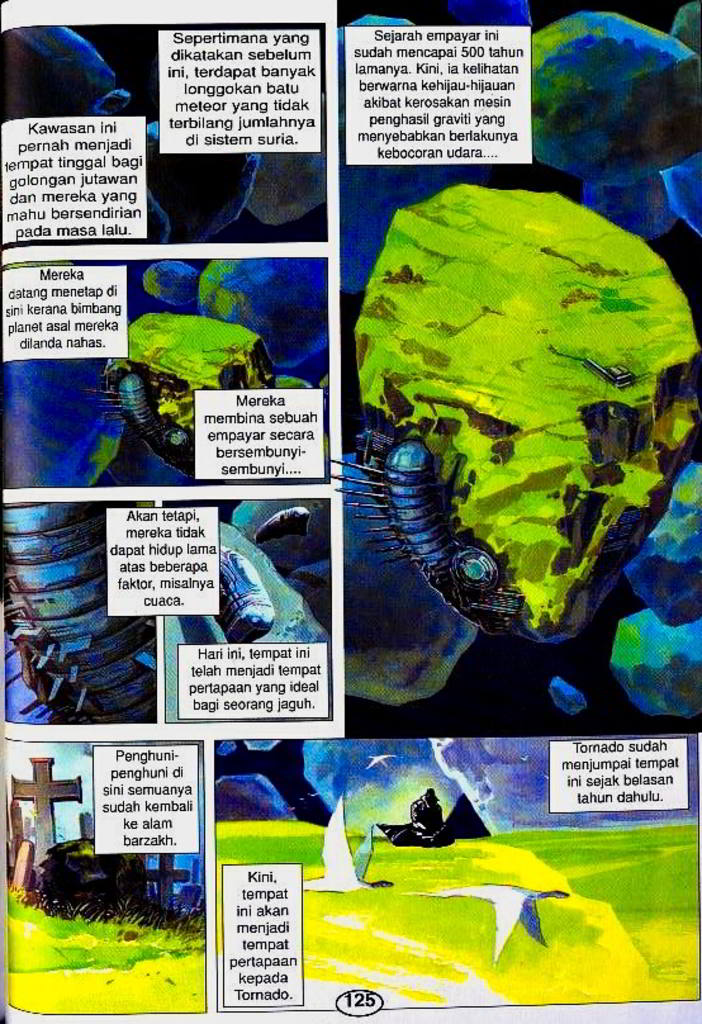 Sepertimana yang
dikatakan sebelum
ini, terdapat banyak
longgokan batu
meteor yang tidak
terbilang jumlahnya
di sistem suria.
Kawasan ini
pernah menjadi
tempat tinggal bagi
golongan jutawan
dan mereka yang
mahu bersendirian
pada masa lalu.
Mereka
datang menetap di
sini kerana bimbang
planet asal mereka
dilanda nahas.
Mereka
membina sebuah
empayar secara
bersembunyi-
sembunyi....
Sejarah empayar ini
sudah mencapai 500 tahun
lamanya. Kini, ia kelihatan
berwarna kehijau-hijauan
akibat kerosakan mesin
penghasil graviti yang
menyebabkan berlakunya
kebocoran udara....
Akan tetapi,
mereka tidak
dapat hidup lama
atas beberapa
faktor, misalnya
cuaca.
Hari ini, tempat ini
telah menjadi tempat
pertapaan yang ideal
bagi seorang jaguh.
Penghuni-
penghuni di
sini semuanya
sudah kembali
ke alam
barzakh.
Tornado sudah
menjumpai tempat
ini sejak belasan
tahun dahulu.
Kini,
tempat
ini akan
menjadi
tempat
pertapaan
kepada
Tornado.
125